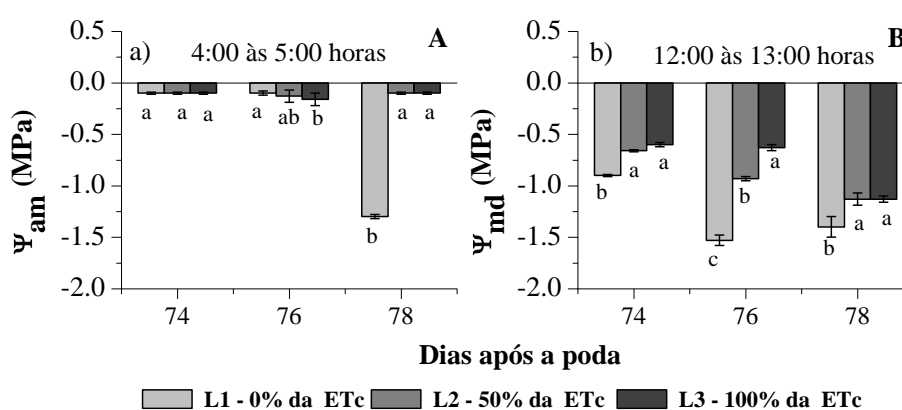 a) 4:00 às 5:00 horas A
0.5
0.0
-0.5
-1.0
-1.5
-2.0
Ψam (MPa)
a a a
a ab b
b a a
74 76 78
b) 12:00 às 13:00 horas B
0.5
0.0
-0.5
-1.0
-1.5
-2.0
Ψmd (MPa)
b a a
c b a
b a a
74 76 78
Dias após a poda
L1 - 0% da ETc L2 - 50% da ETc L3 - 100% da ETc